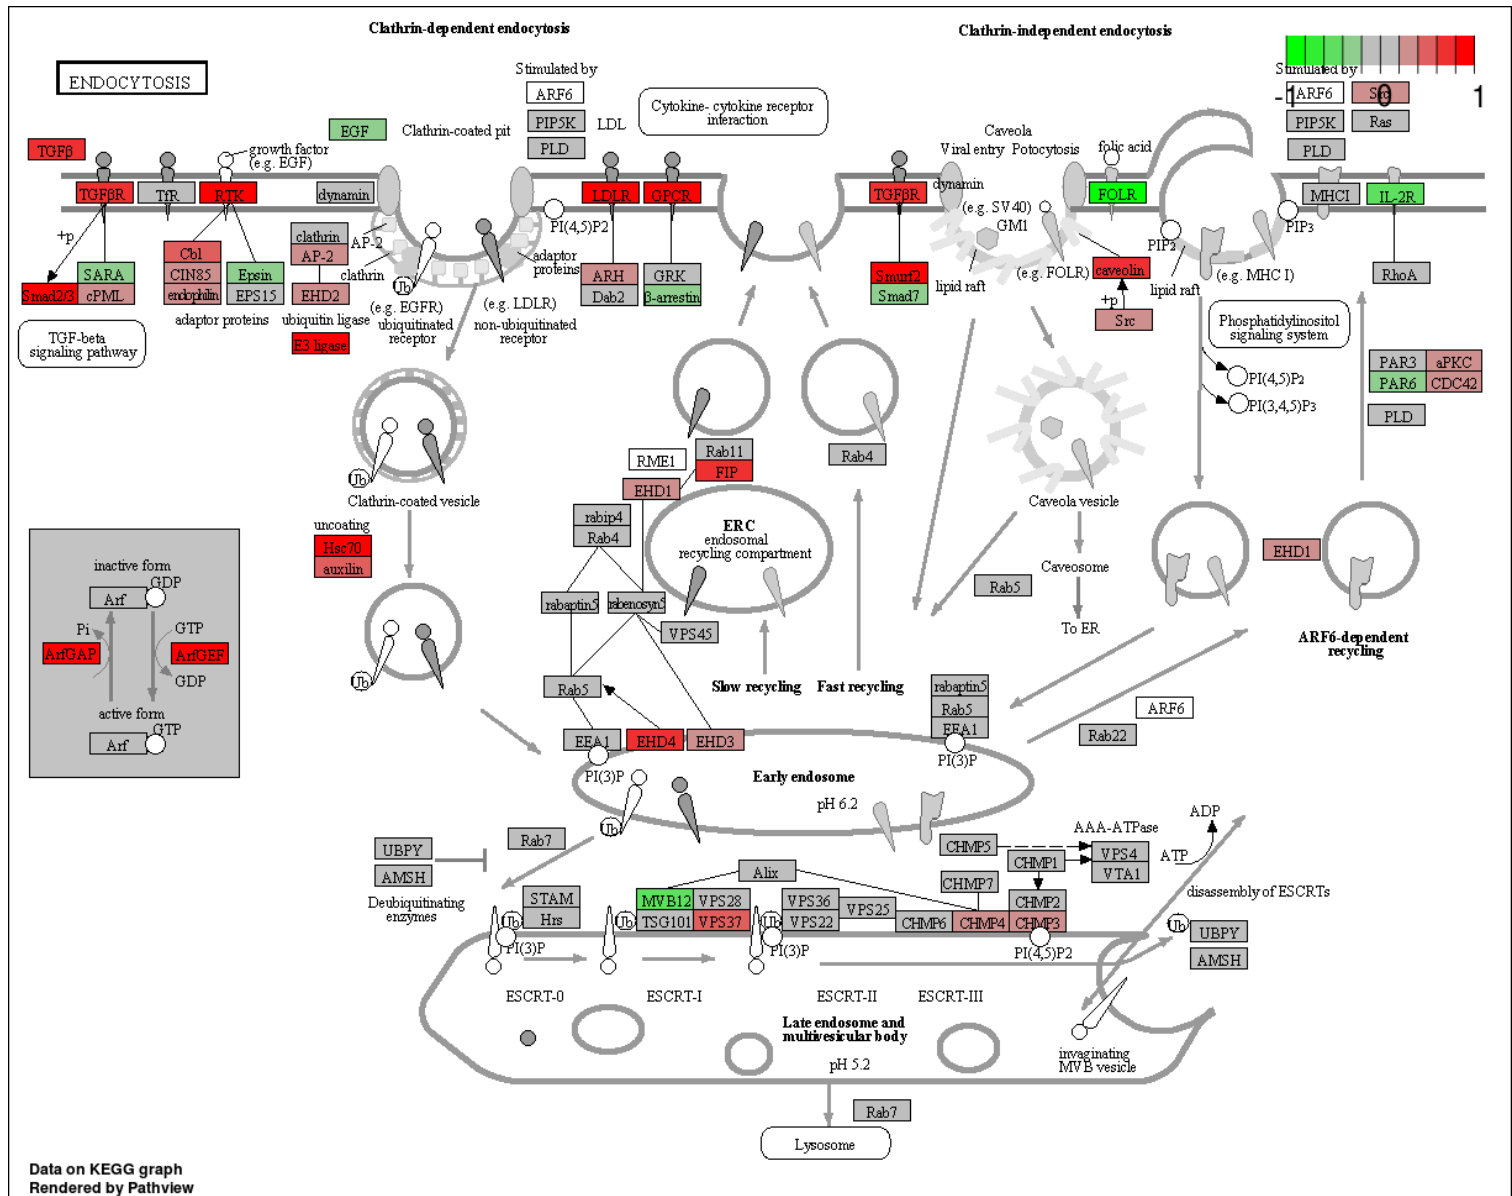 Clathrin-dependent endocytosis
Clathrin-independent endocytosis
ENDOCYTOSIS
Stimulated by
ARF6
PIP5K
LDL
PLD
Cytokine- cytokine receptor
interaction
Stimulated by
-1
0
1
ARF6
Src
PIP5K
Ras
PLD
EGF
Clathrin-coated pit
Caveola
Viral entry
Potocytosis
folic acid
TGFβ
growth factor
(e.g. EGF)
TGFβR
TfR
RTK
dynamin
LDLR
GPCR
TGFβR
dynamin
FOLR
MHCI
IL-2R
(e.g. SV40)
GM1
PI(4,5)P2
PIP2
PIP3
+p
clathrin
AP-2
AP-2
clathrin
adaptor
proteins
Cbl
CIN85
endophilin
Epsin
EPS15
SARA
Smad2/3
cPML
EHD2
Ub
ARH
Dab2
GRK
β-arrestin
Smurf2
Smad7
lipid raft
(e.g. FOLR)
caveolin
+p
Src
lipid raft
(e.g. MHC I)
RhoA
adaptor proteins
ubiquitin ligase
E3 ligase
(e.g. EGFR)
ubiquitinated
receptor
(e.g. LDLR)
non-ubiquitinated
receptor
TGF-beta
signaling pathway
Phosphatidylinositol
signaling system
PI(4,5)P2
PI(3,4,5)P3
PAR3
aPKC
PAR6
CDC42
PLD
Ub
Clathrin-coated vesicle
RME1
Rab11
FIP
EHD1
Rab4
Caveola vesicle
uncoating
Hsc70
auxilin
rabip4
Rab4
ERC
endosomal
recycling compartment
rabaptin5
rabenosyn5
VPS45
Caveosome
Rab5
To ER
EHD1
ARF6-dependent
recycling
inactive form
GDP
Arf
Pi
GTP
ArfGAP
ArfGEF
GDP
active form
GTP
Arf
Ub
Rab5
Slow recycling
Fast recycling
rabaptin5
Rab5
EEA1
PI(3)P
ARF6
Rab22
EEA1
EHD4
EHD3
PI(3)P
Early endosome
pH 6.2
Ub
Rab7
UBPY
AMSH
Deubiquitinating
enzymes
CHMP5
AAA-ATPase
ADP
CHMP1
VPS4
VTA1
ATP
Alix
CHMP7
CHMP2
disassembly of ESCRTs
STAM
Hrs
Ub
PI(3)P
MVB12
VPS28
TSG101
VPS37
Ub
VPS36
VPS22
VPS25
Ub
PI(3)P
CHMP6
CHMP4
CHMP3
PI(4,5)P2
Ub
UBPY
AMSH
ESCRT-0
ESCRT-I
ESCRT-II
ESCRT-III
Late endosome and
multivesicular body
pH 5.2
invaginating
MVB vesicle
Rab7
Lysosome
Data on KEGG graph
Rendered by Pathview